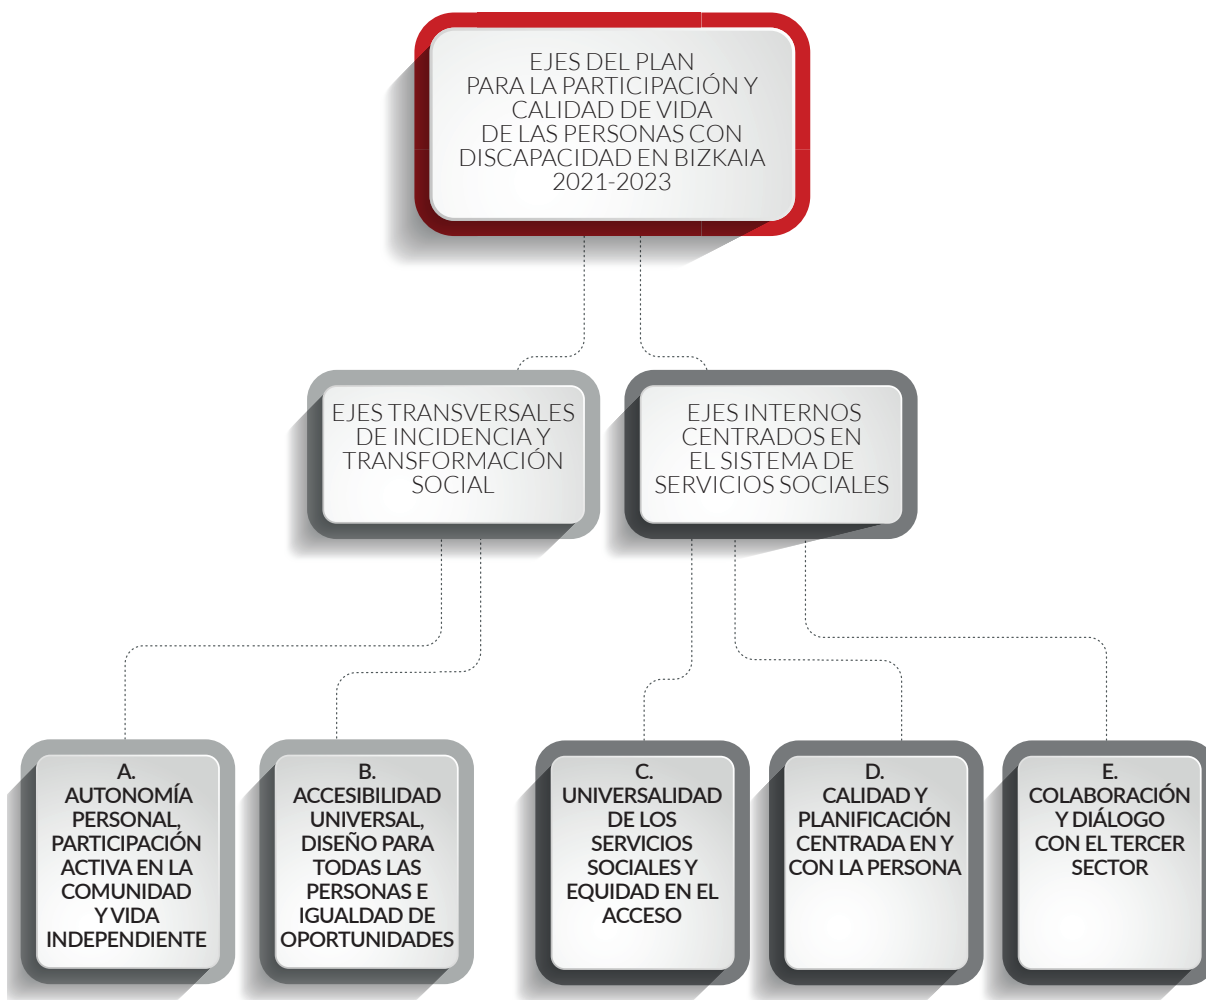 EJES DEL PLAN
PARA LA PARTICIPACIÓN Y
CALIDAD DE VIDA
DE LAS PERSONAS CON
DISCAPACIDAD EN BIZKAIA
2021-2023
EJES TRANSVERSALES
DE INCIDENCIA Y
TRANSFORMACIÓN
SOCIAL
EJES INTERNOS
CENTRADOS EN
EL SISTEMA DE
SERVICIOS SOCIALES
A.
AUTONOMÍA
PERSONAL,
PARTICIPACIÓN
ACTIVA EN LA
COMUNIDAD
Y VIDA
INDEPENDIENTE
B.
ACCESIBILIDAD
UNIVERSAL,
DISEÑO PARA
TODAS LAS
PERSONAS E
IGUALDAD DE
OPORTUNIDADES
C.
UNIVERSALIDAD
DE LOS
SERVICIOS
SOCIALES Y
EQUIDAD EN EL
ACCESO
D.
CALIDAD Y
PLANIFICACIÓN
CENTRADA EN Y
CON LA PERSONA
E.
COLABORACIÓN
Y DIÁLOGO
CON EL TERCER
SECTOR